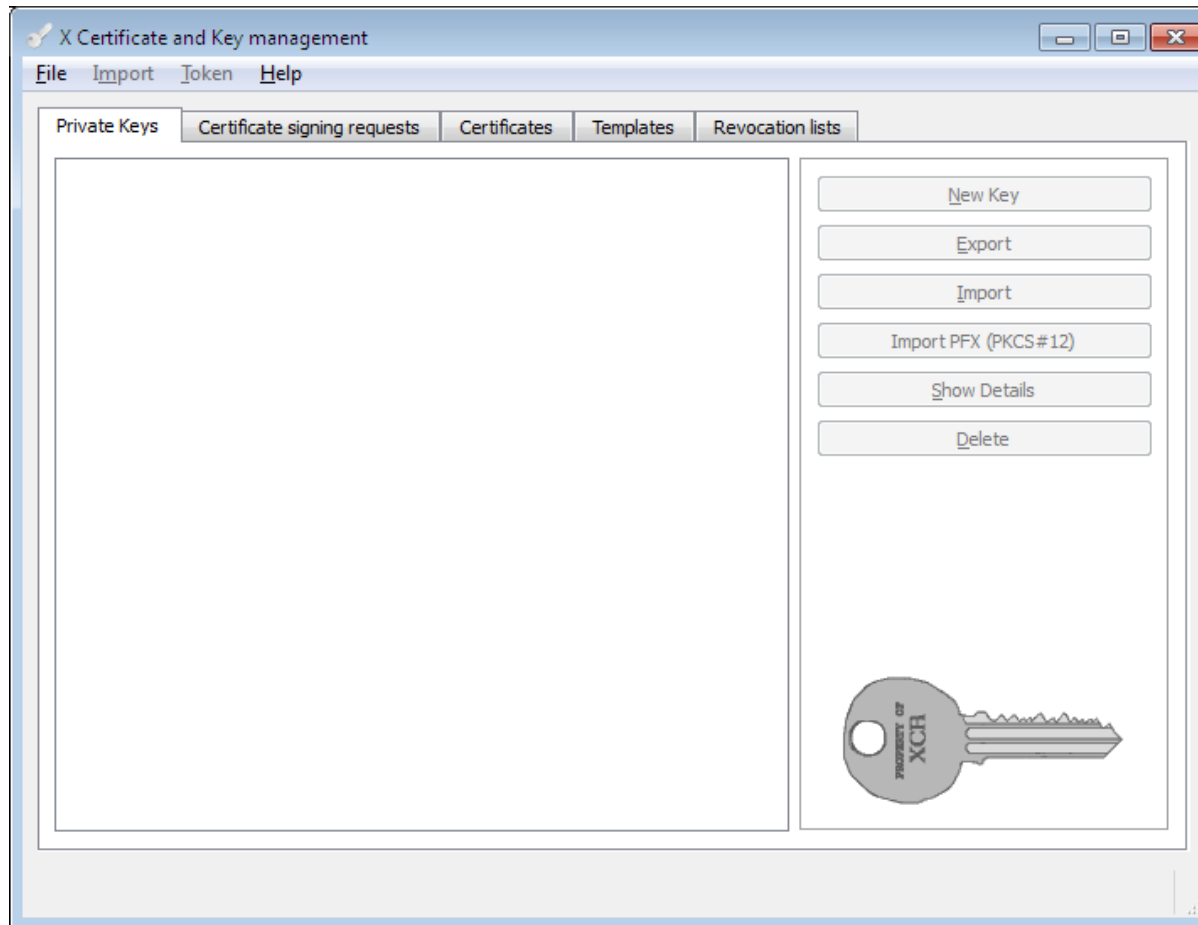 X Certificate and Key management
File Import Token Help
Private Keys Certificate signing requests Certificates Templates Revocation lists
New Key
Export
Import
Import PFX (PKCS#12)
Show Details
Delete
PROPERTY OF
XCA